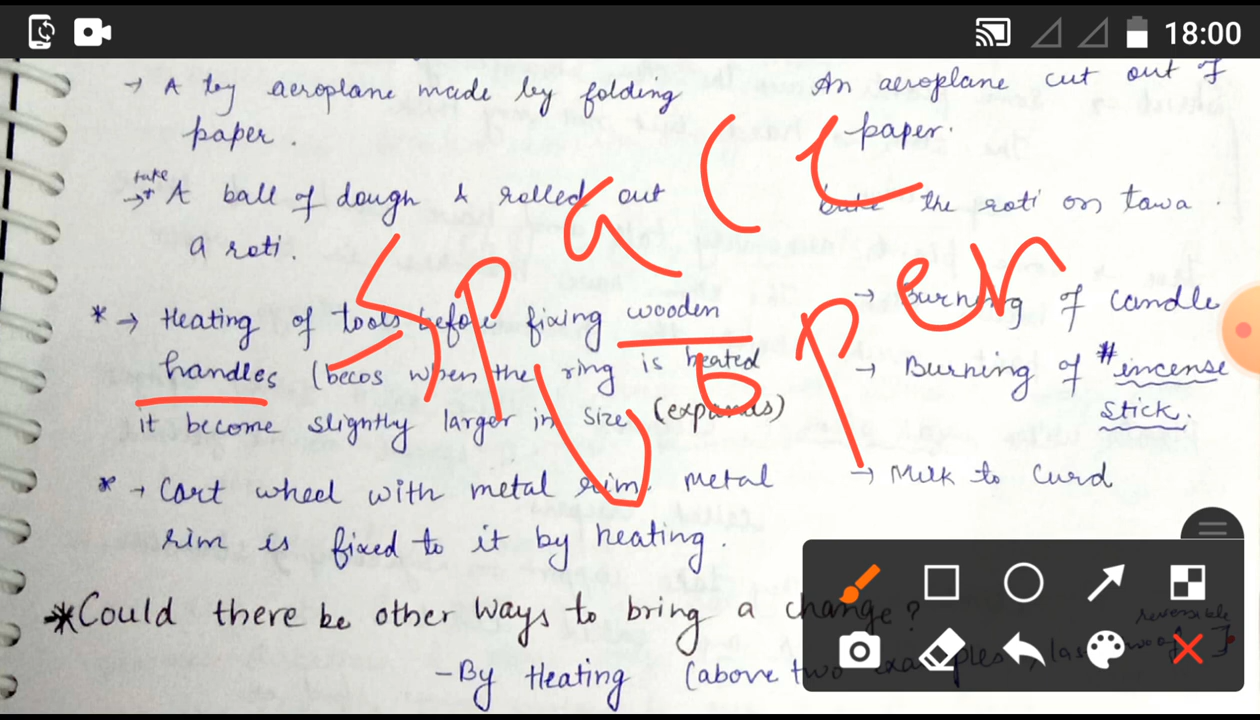 18:00
→ A toy aeroplane made by folding paper.
An aeroplane cut out of paper.
take
→ A ball of dough & rolled out a roti.
bake the roti on tawa.
* → Heating of tools before fixing wooden handles (becos when the ring is heated it become slightly larger in size (expands)
→ Burning of candle
→ Burning of # incense stick.
* → Cart wheel with metal rim. metal rim is fixed to it by heating.
→ Milk to Curd
* Could there be other ways to bring a change?
- By Heating (above two examples
reversible